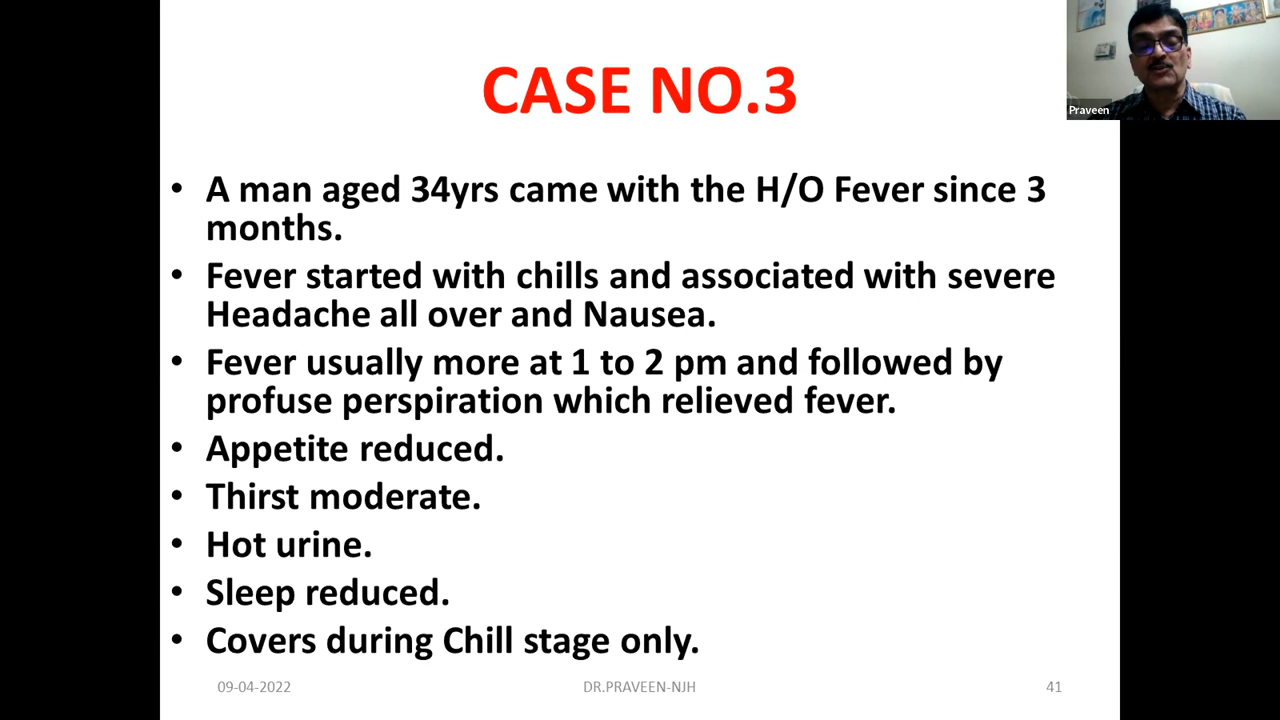 CASE NO.3
Praveen
• A man aged 34yrs came with the H/O Fever since 3
months.
• Fever started with chills and associated with severe
Headache all over and Nausea.
• Fever usually more at 1 to 2 pm and followed by
profuse perspiration which relieved fever.
• Appetite reduced.
• Thirst moderate.
• Hot urine.
• Sleep reduced.
• Covers during Chill stage only.
09-04-2022
DR.PRAVEEN-NJH
41